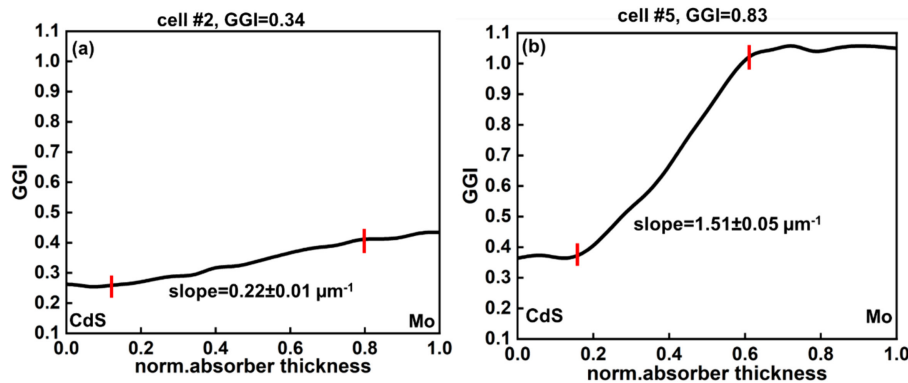 cell #2, GGI=0.34
(a)
GGI
1.1
1.0
0.9
0.8
0.7
0.6
0.5
0.4
0.3
0.2
0.1
slope=0.22±0.01 µm⁻¹
CdS
Mo
0.0 0.2 0.4 0.6 0.8 1.0
norm.absorber thickness
cell #5, GGI=0.83
(b)
GGI
1.1
1.0
0.9
0.8
0.7
0.6
0.5
0.4
0.3
0.2
0.1
slope=1.51±0.05 µm⁻¹
CdS
Mo
0.0 0.2 0.4 0.6 0.8 1.0
norm.absorber thickness